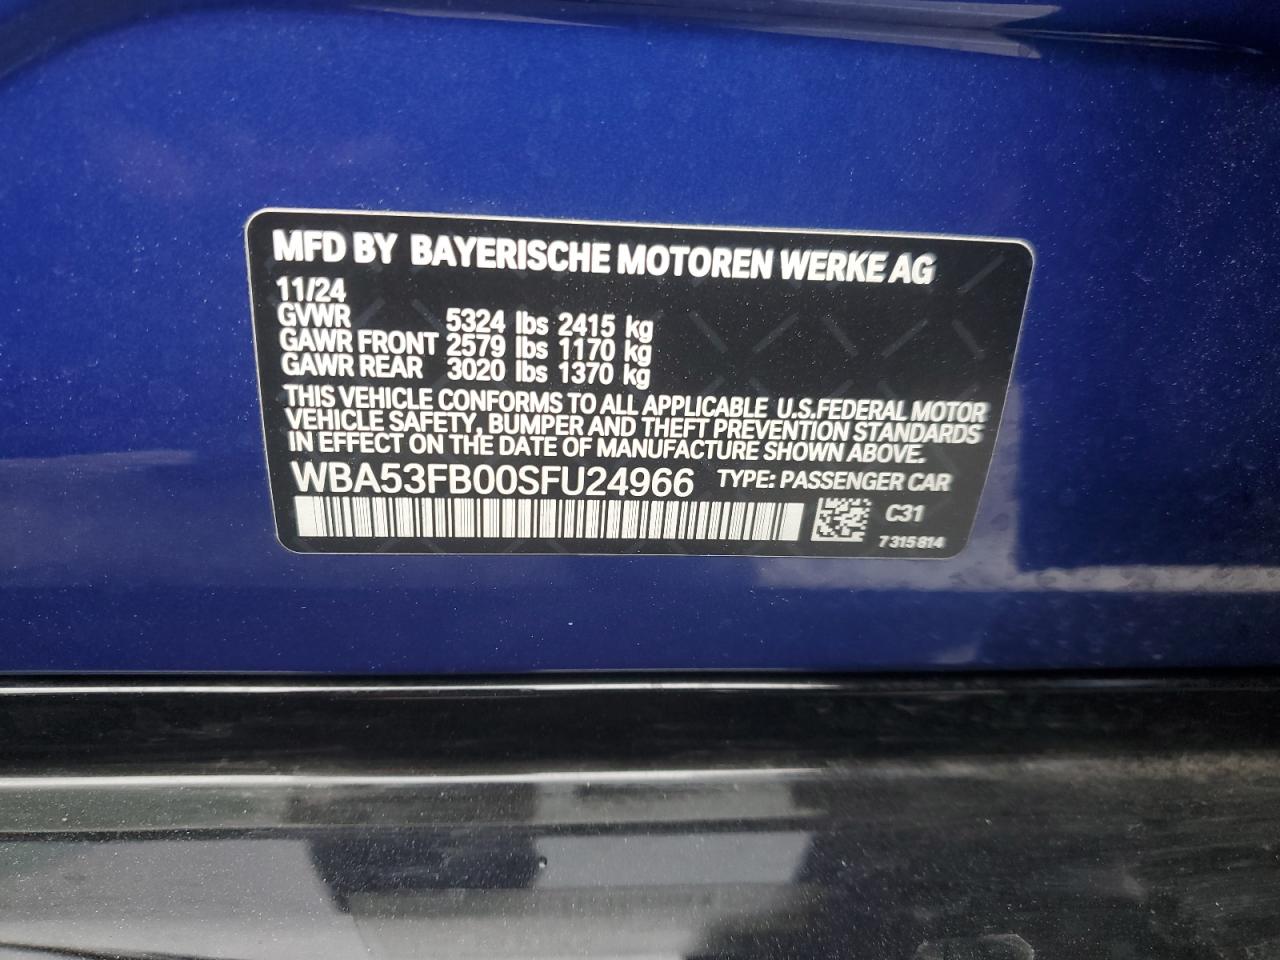 MFD BY BAYERISCHE MOTOREN WERKE AG
11/24
GVWR 5324 lbs 2415 kg
GAWR FRONT 2579 lbs 1170 kg
GAWR REAR 3020 lbs 1370 kg
THIS VEHICLE CONFORMS TO ALL APPLICABLE U.S.FEDERAL MOTOR
VEHICLE SAFETY, BUMPER AND THEFT PREVENTION STANDARDS
IN EFFECT ON THE DATE OF MANUFACTURE SHOWN ABOVE.
WBA53FB00SFU24966 TYPE: PASSENGER CAR
C31
7315814